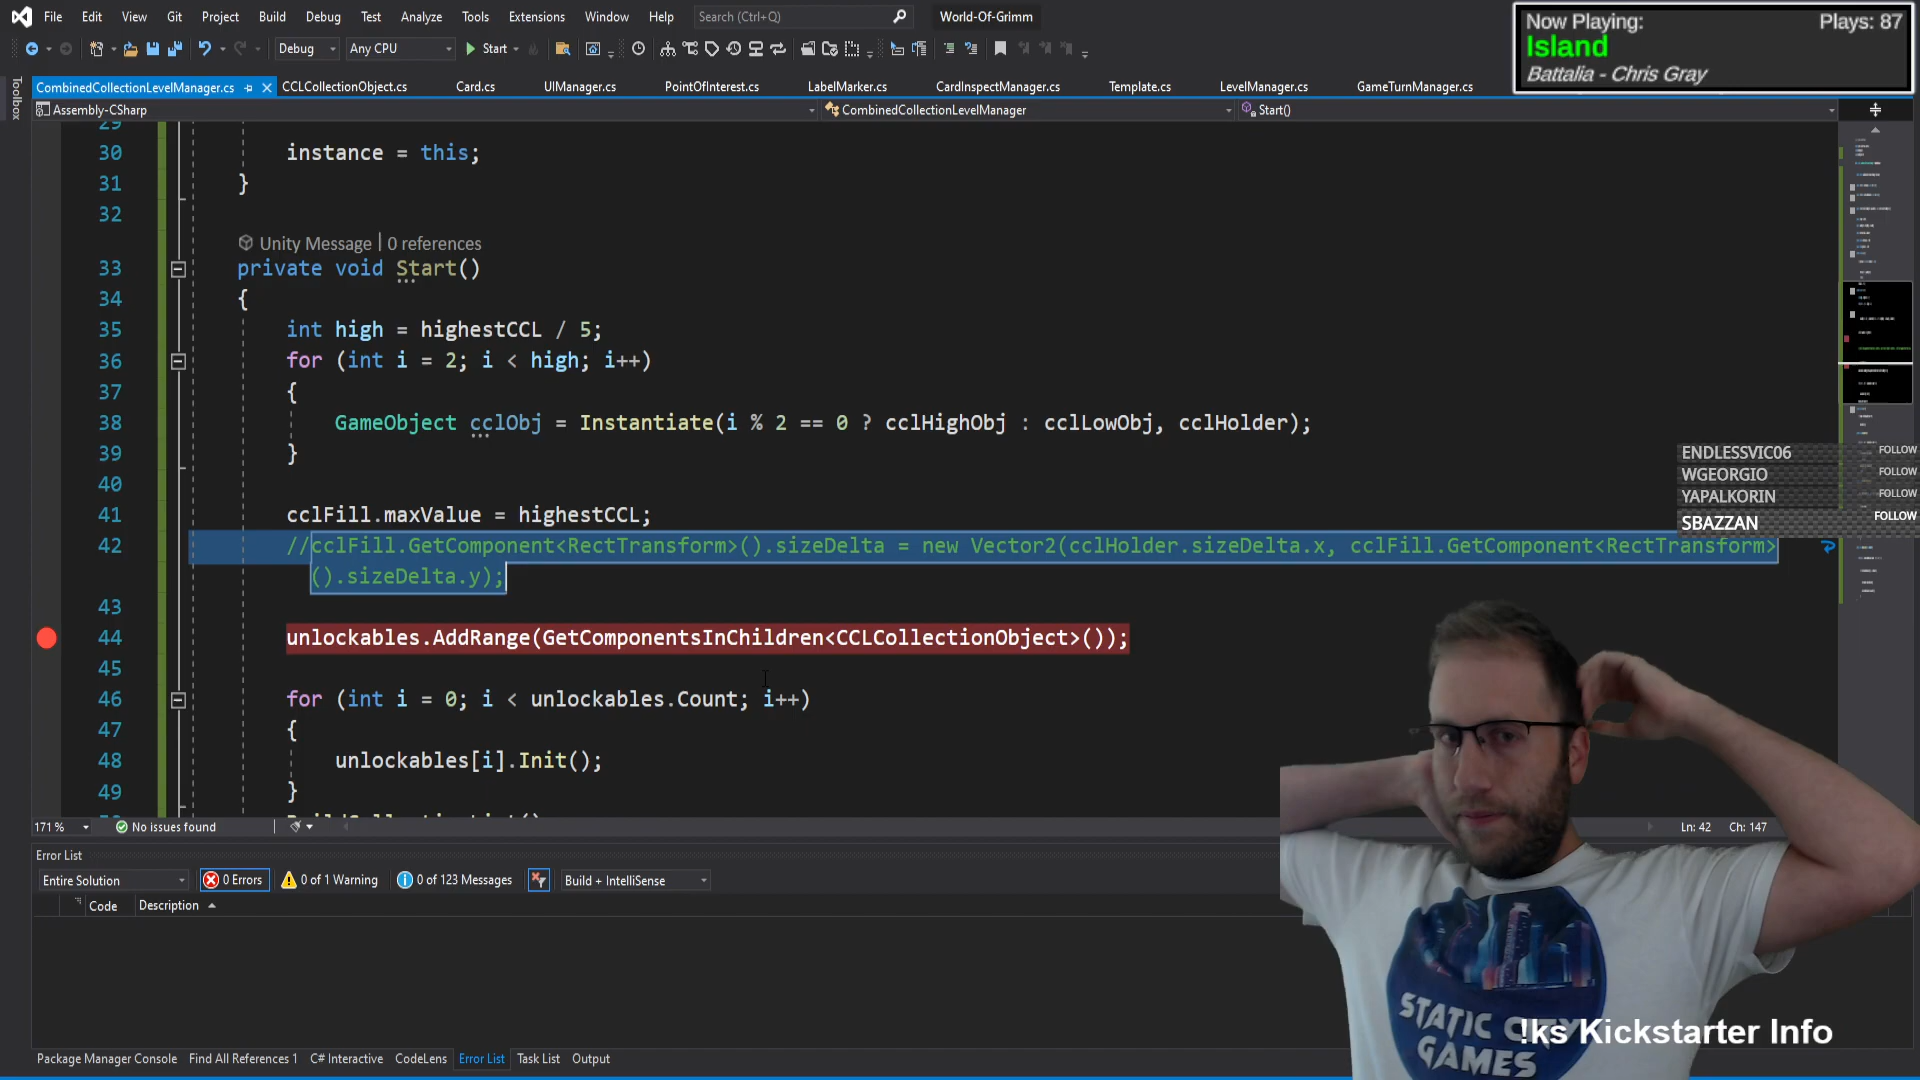 File Edit View Git Project Build Debug Test Analyze Tools Extensions Window Help Search (Ctrl+Q) World-Of-Grimm
Now Playing: Plays: 87
Island
Battalia - Chris Gray
Debug Any CPU Start
Toolbox
CombinedCollectionLevelManager.cs CCLCollectionObject.cs Card.cs UIManager.cs PointOfInterest.cs LabelMarker.cs CardInspectManager.cs Template.cs LevelManager.cs GameTurnManager.cs
Assembly-CSharp CombinedCollectionLevelManager Start()
29
30 instance = this;
31 }
32
Unity Message | 0 references
33 private void Start()
34 {
35 int high = highestCCL / 5;
36 for (int i = 2; i < high; i++)
37 {
38 GameObject cclObj = Instantiate(i % 2 == 0 ? cclHighObj : cclLowObj, cclHolder);
39 }
40
41 cclFill.maxValue = highestCCL;
42 //cclFill.GetComponent<RectTransform>().sizeDelta = new Vector2(cclHolder.sizeDelta.x, cclFill.GetComponent<RectTransform>
().sizeDelta.y);
43
44 unlockables.AddRange(GetComponentsInChildren<CCLCollectionObject>());
45
46 for (int i = 0; i < unlockables.Count; i++)
47 {
48 unlockables[i].Init();
49 }
ENDLESSVIC06 FOLLOW
WGEORGIO FOLLOW
YAPALKORIN FOLLOW
SBAZZAN FOLLOW
171 % No issues found Ln: 42 Ch: 147
Error List
Entire Solution 0 Errors 0 of 1 Warning 0 of 123 Messages Build + IntelliSense
Code Description
STATIC CITY
GAMES
!ks Kickstarter Info
Package Manager Console Find All References 1 C# Interactive CodeLens Error List Task List Output